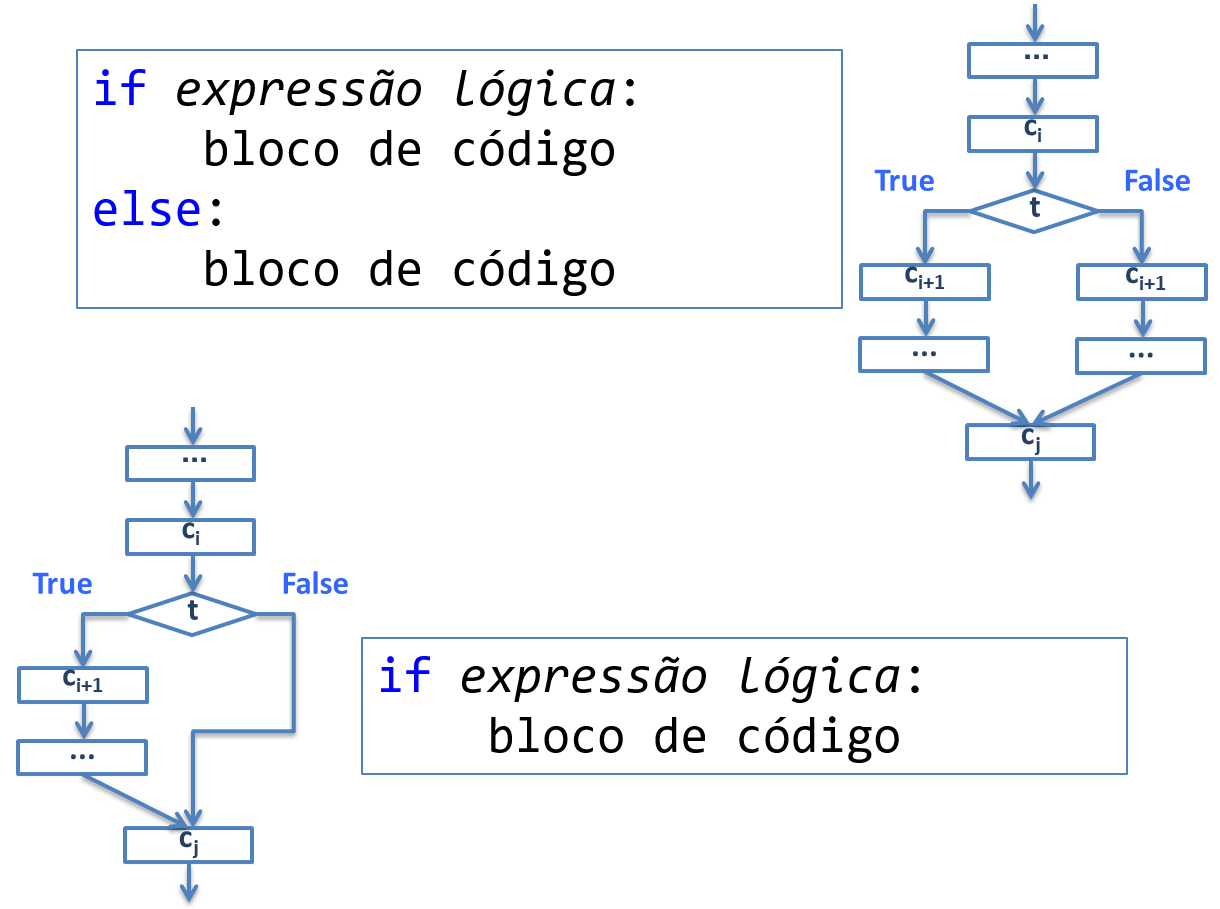 if expressão lógica:
    bloco de código
else:
    bloco de código
...
ci
True
False
t
ci+1
ci+1
...
...
cj
...
ci
True
False
t
ci+1
...
cj
if expressão lógica:
    bloco de código